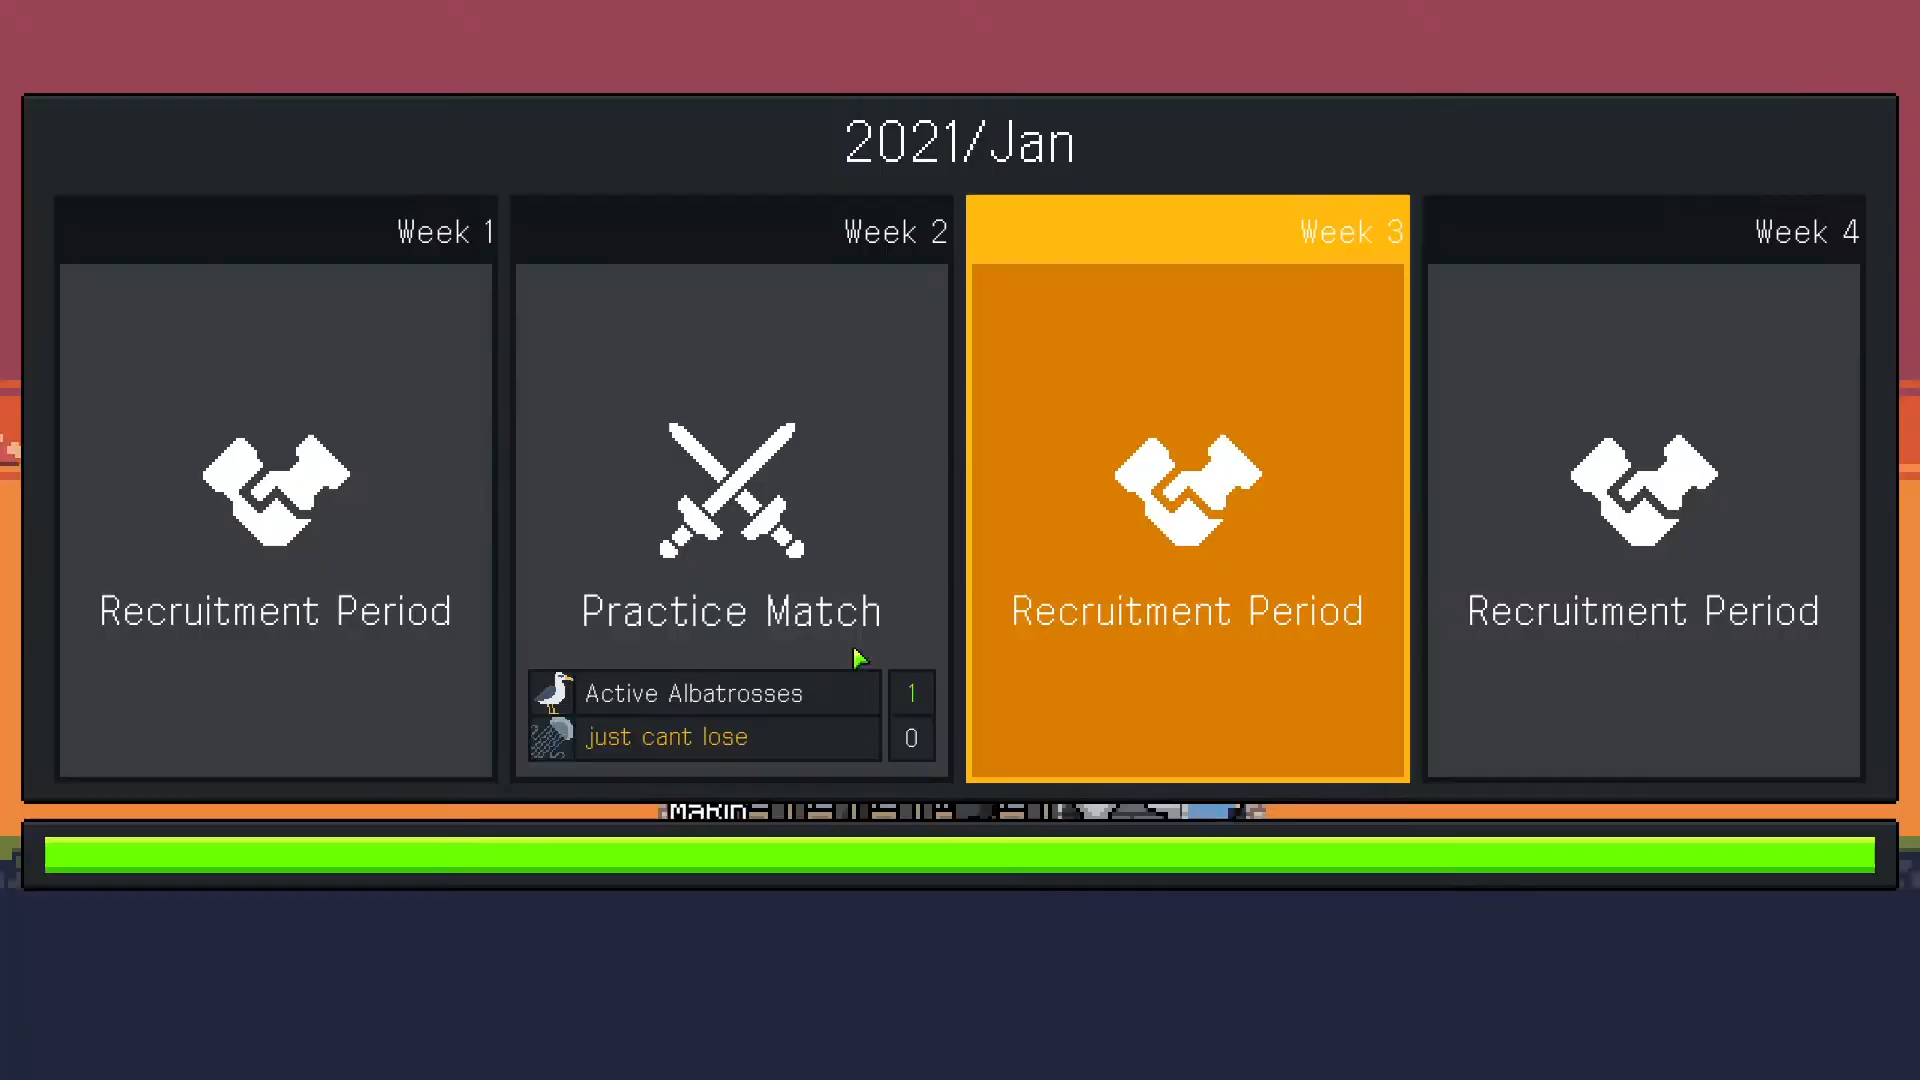 2021/Jan
Week 1
Recruitment Period
Week 2
Practice Match
Active Albatrosses 1
just cant lose 0
Week 3
Recruitment Period
Week 4
Recruitment Period